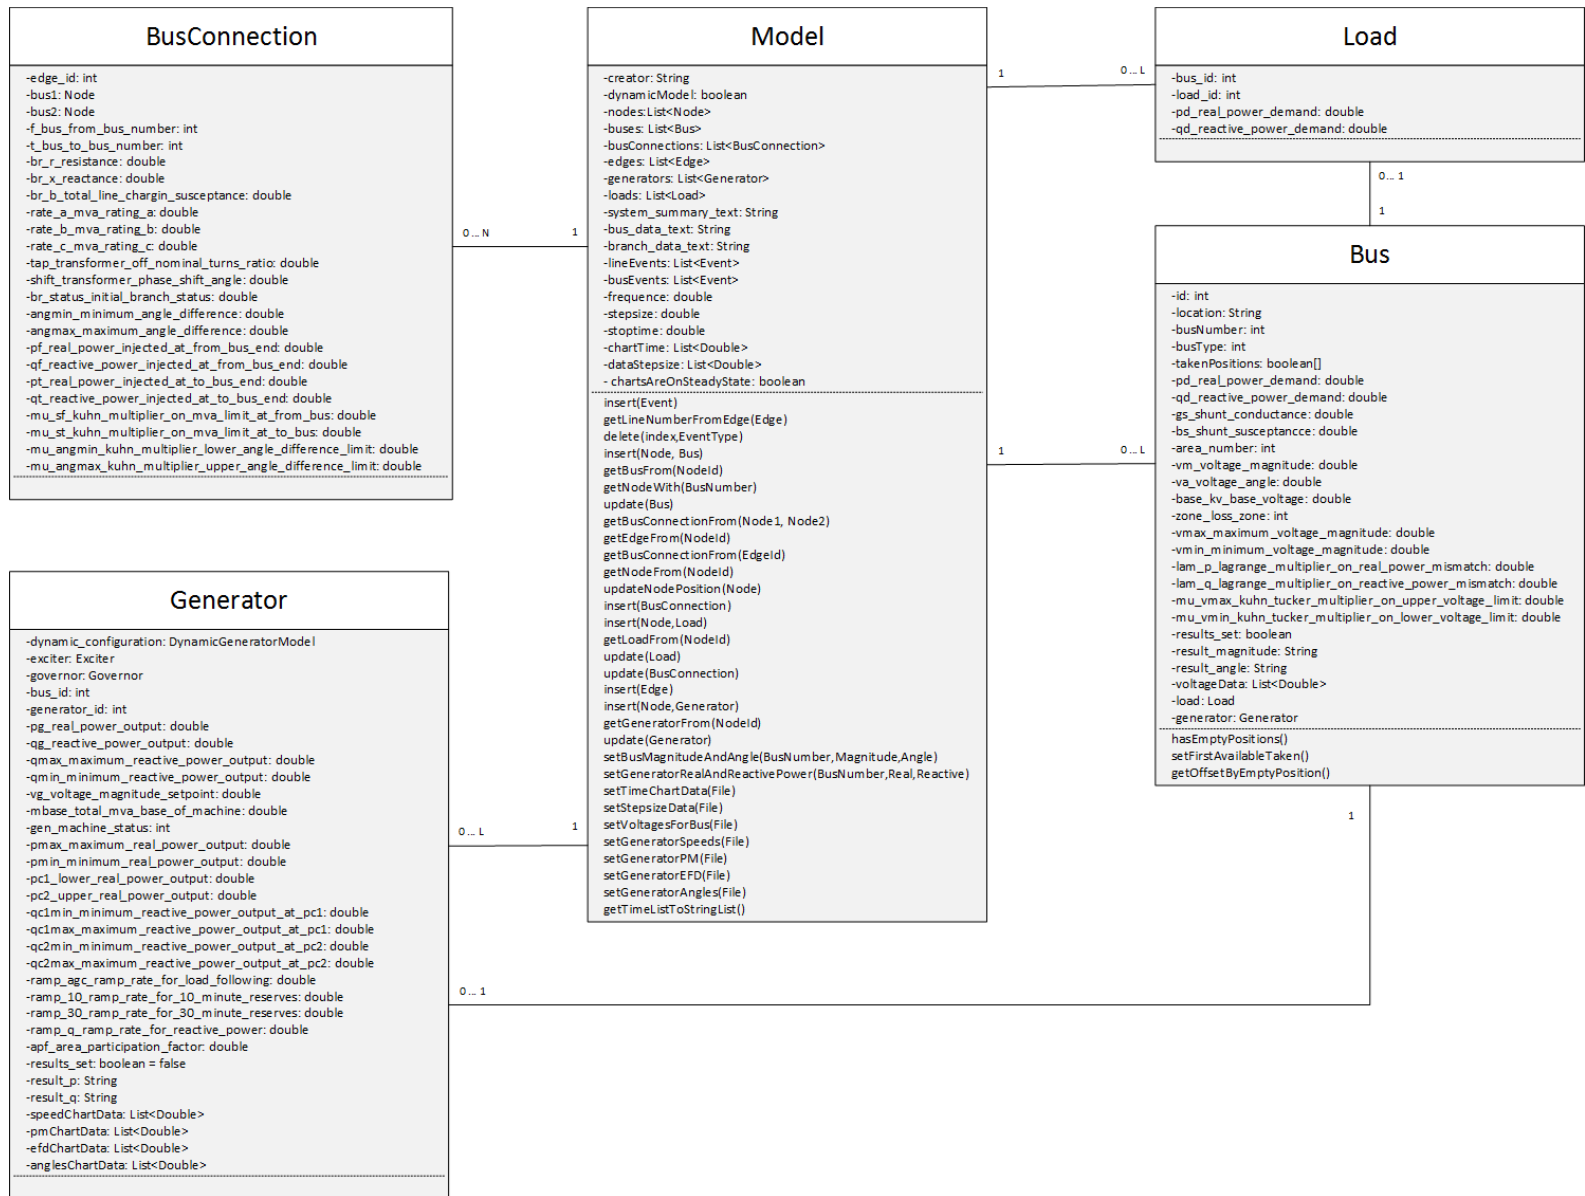 BusConnection
-edge_id: int
-bus1: Node
-bus2: Node
-f_bus_from_bus_number: int
-t_bus_to_bus_number: int
-br_r_resistance: double
-br_x_reactance: double
-br_b_total_line_chargin_susceptance: double
-rate_a_mva_rating_a: double
-rate_b_mva_rating_b: double
-rate_c_mva_rating_c: double
-tap_transformer_off_nominal_turns_ratio: double
-shift_transformer_phase_shift_angle: double
-br_status_initial_branch_status: double
-angmin_minimum_angle_difference: double
-angmax_maximum_angle_difference: double
-pf_real_power_injected_at_from_bus_end: double
-qf_reactive_power_injected_at_from_bus_end: double
-pt_real_power_injected_at_to_bus_end: double
-qt_reactive_power_injected_at_to_bus_end: double
-mu_sf_kuhn_multiplier_on_mva_limit_at_from_bus: double
-mu_st_kuhn_multiplier_on_mva_limit_at_to_bus: double
-mu_angmin_kuhn_multiplier_lower_angle_difference_limit: double
-mu_angmax_kuhn_multiplier_upper_angle_difference_limit: double
0... N
1
Model
-creator: String
-dynamicModel: boolean
-nodes:List<Node>
-buses: List<Bus>
-busConnections: List<BusConnection>
-edges: List<Edge>
-generators: List<Generator>
-loads: List<Load>
-system_summary_text: String
-bus_data_text: String
-branch_data_text: String
-lineEvents: List<Event>
-busEvents: List<Event>
-frequence: double
-stepsize: double
-stoptime: double
-chartTime: List<Double>
-dataStepsize: List<Double>
- chartsAreOnSteadyState: boolean
insert(Event)
getLineNumberFromEdge(Edge)
delete(index,EventType)
insert(Node, Bus)
getBusFrom(NodeId)
getNodeWith(BusNumber)
update(Bus)
getBusConnectionFrom(Node1, Node2)
getEdgeFrom(NodeId)
getBusConnectionFrom(EdgeId)
getNodeFrom(NodeId)
updateNodePosition(Node)
insert(BusConnection)
insert(Node,Load)
getLoadFrom(NodeId)
update(Load)
update(BusConnection)
insert(Edge)
insert(Node,Generator)
getGeneratorFrom(NodeId)
update(Generator)
setBusMagnitudeAndAngle(BusNumber,Magnitude,Angle)
setGeneratorRealAndReactivePower(BusNumber,Real,Reactive)
setTimeChartData(File)
setStepsizeData(File)
setVoltagesForBus(File)
setGeneratorSpeeds(File)
setGeneratorPM(File)
setGeneratorEFD(File)
setGeneratorAngles(File)
getTimeListToStringList()
1
0... L
Load
-bus_id: int
-load_id: int
-pd_real_power_demand: double
-qd_reactive_power_demand: double
0... 1
1
Bus
-id: int
-location: String
-busNumber: int
-busType: int
-takenPositions: boolean[]
-pd_real_power_demand: double
-qd_reactive_power_demand: double
-gs_shunt_conductance: double
-bs_shunt_susceptancce: double
-area_number: int
-vm_voltage_magnitude: double
-va_voltage_angle: double
-base_kv_base_voltage: double
-zone_loss_zone: int
-vmax_maximum_voltage_magnitude: double
-vmin_minimum_voltage_magnitude: double
-lam_p_lagrange_multiplier_on_real_power_mismatch: double
-lam_q_lagrange_multiplier_on_reactive_power_mismatch: double
-mu_vmax_kuhn_tucker_multiplier_on_upper_voltage_limit: double
-mu_vmin_kuhn_tucker_multiplier_on_lower_voltage_limit: double
-results_set: boolean
-result_magnitude: String
-result_angle: String
-voltageData: List<Double>
-load: Load
-generator: Generator
hasEmptyPositions()
setFirstAvailableTaken()
getOffsetByEmptyPosition()
1
0... L
1
Generator
-dynamic_configuration: DynamicGeneratorModel
-exciter: Exciter
-governor: Governor
-bus_id: int
-generator_id: int
-pg_real_power_output: double
-qg_reactive_power_output: double
-qmax_maximum_reactive_power_output: double
-qmin_minimum_reactive_power_output: double
-vg_voltage_magnitude_setpoint: double
-mbase_total_mva_base_of_machine: double
-gen_machine_status: int
-pmax_maximum_real_power_output: double
-pmin_minimum_real_power_output: double
-pc1_lower_real_power_output: double
-pc2_upper_real_power_output: double
-qc1min_minimum_reactive_power_output_at_pc1: double
-qc1max_maximum_reactive_power_output_at_pc1: double
-qc2min_minimum_reactive_power_output_at_pc2: double
-qc2max_maximum_reactive_power_output_at_pc2: double
-ramp_agc_ramp_rate_for_load_following: double
-ramp_10_ramp_rate_for_10_minute_reserves: double
-ramp_30_ramp_rate_for_30_minute_reserves: double
-ramp_q_ramp_rate_for_reactive_power: double
-apf_area_participation_factor: double
-results_set: boolean = false
-result_p: String
-result_q: String
-speedChartData: List<Double>
-pmChartData: List<Double>
-efdChartData: List<Double>
-anglesChartData: List<Double>
0... L
1
0... 1